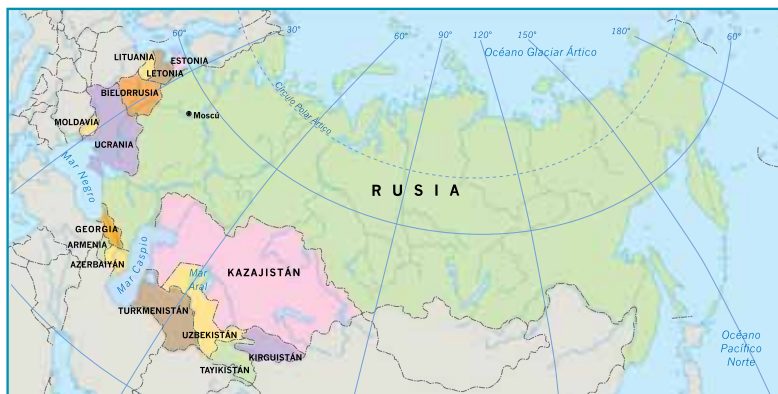 60°
30°
60°
90°
120°
150°
180°
60°
Océano Glaciar Ártico
LITUANIA
ESTONIA
LETONIA
BIELORRUSIA
Círculo Polar Ártico
Moscú
MOLDAVIA
UCRANIA
Mar Negro
RUSIA
GEORGIA
ARMENIA
AZERBAIYÁN
Mar Caspio
KAZAJISTÁN
Mar
Aral
TURKMENISTÁN
UZBEKISTÁN
KIRGUISTÁN
TAYIKISTÁN
Océano
Pacífico
Norte